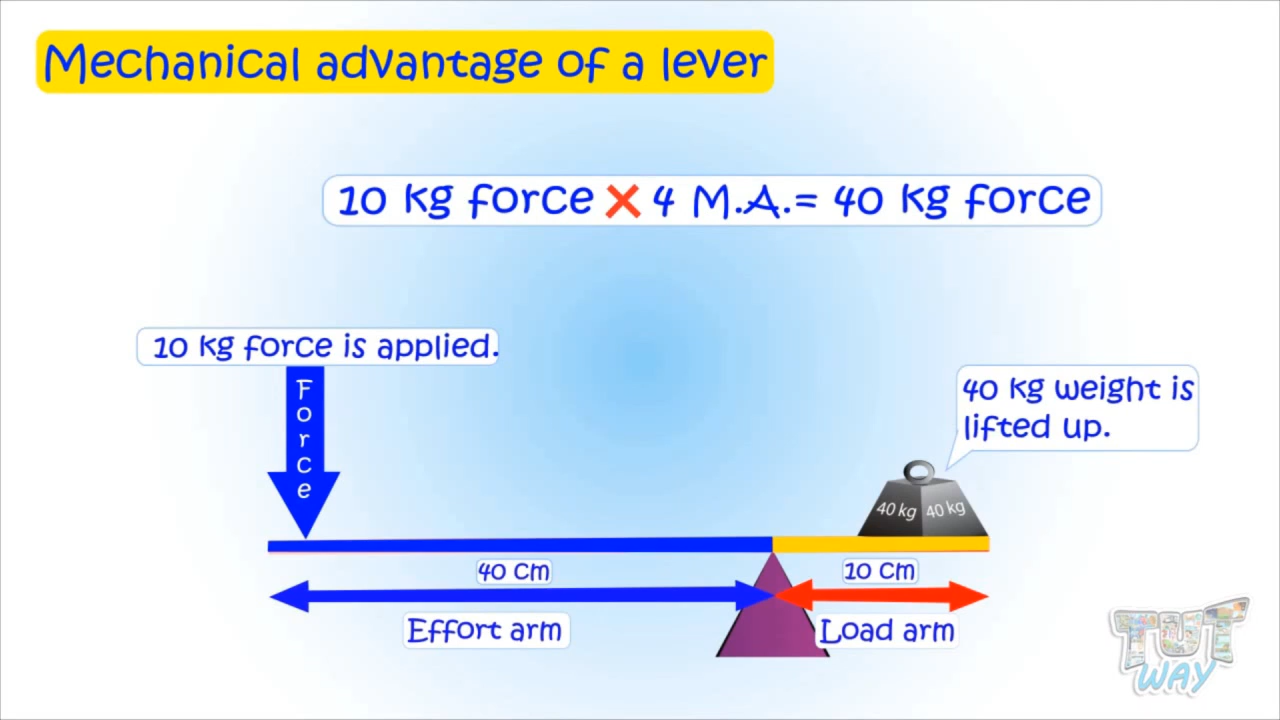 Mechanical advantage of a lever
10 kg force × 4 M.A.= 40 kg force
10 kg force is applied.
Force
40 kg weight is
lifted up.
40 kg 40 kg
40 cm
10 cm
Effort arm
Load arm
TUT
WAY